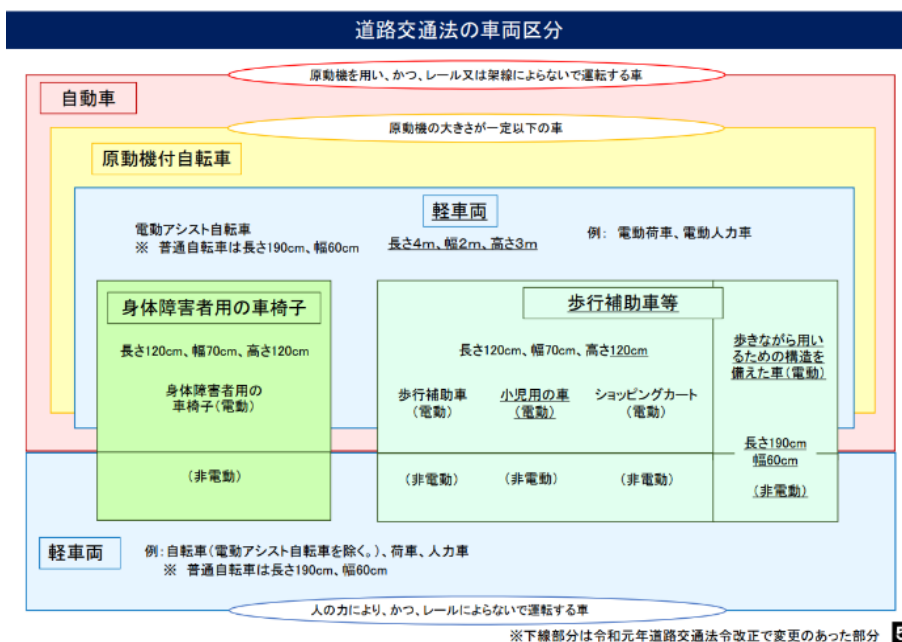 道路交通法の車両区分
原動機を用い、かつ、レール又は架線によらないで運転する車
自動車
原動機の大きさが一定以下の車
原動機付自転車
軽車両
電動アシスト自転車
※ 普通自転車は長さ190cm、幅60cm
長さ4m、幅2m、高さ3m
例： 電動荷車、電動人力車
身体障害者用の車椅子
長さ120cm、幅70cm、高さ120cm
身体障害者用の
車椅子(電動)
(非電動)
歩行補助車等
長さ120cm、幅70cm、高さ120cm
歩行補助車
(電動)
小児用の車
(電動)
ショッピングカート
(電動)
(非電動)
(非電動)
(非電動)
歩きながら用い
るための構造を
備えた車(電動)
長さ190cm
幅60cm
(非電動)
軽車両
例：自転車(電動アシスト自転車を除く。)、荷車、人力車
※ 普通自転車は長さ190cm、幅60cm
人の力により、かつ、レールによらないで運転する車
※下線部分は令和元年道路交通法令改正で変更のあった部分